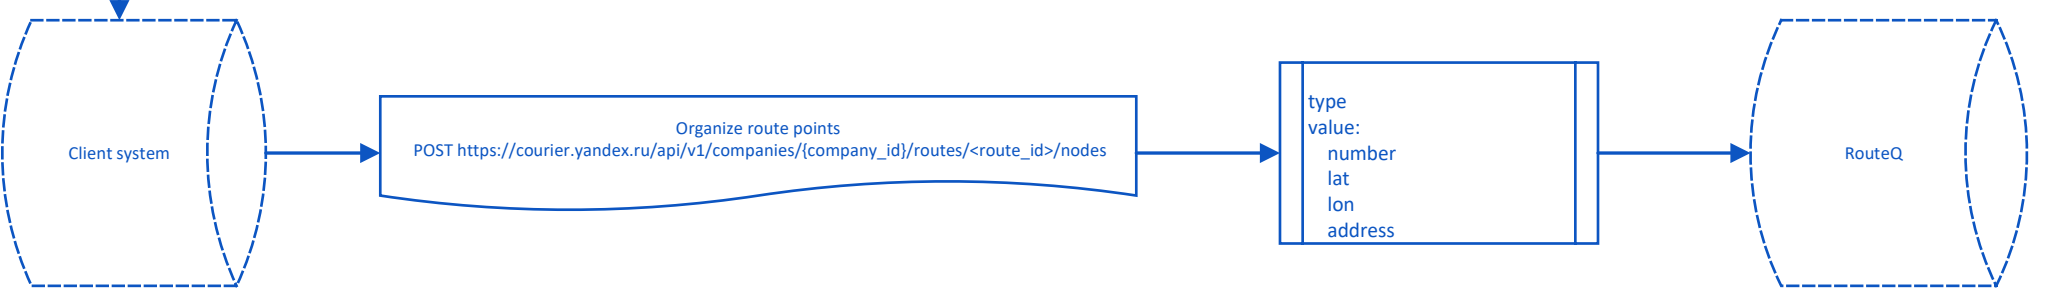 Client system
Organize route points
POST https://courier.yandex.ru/api/v1/companies/{company_id}/routes/<route_id>/nodes
type
value:
number
lat
lon
address
RouteQ